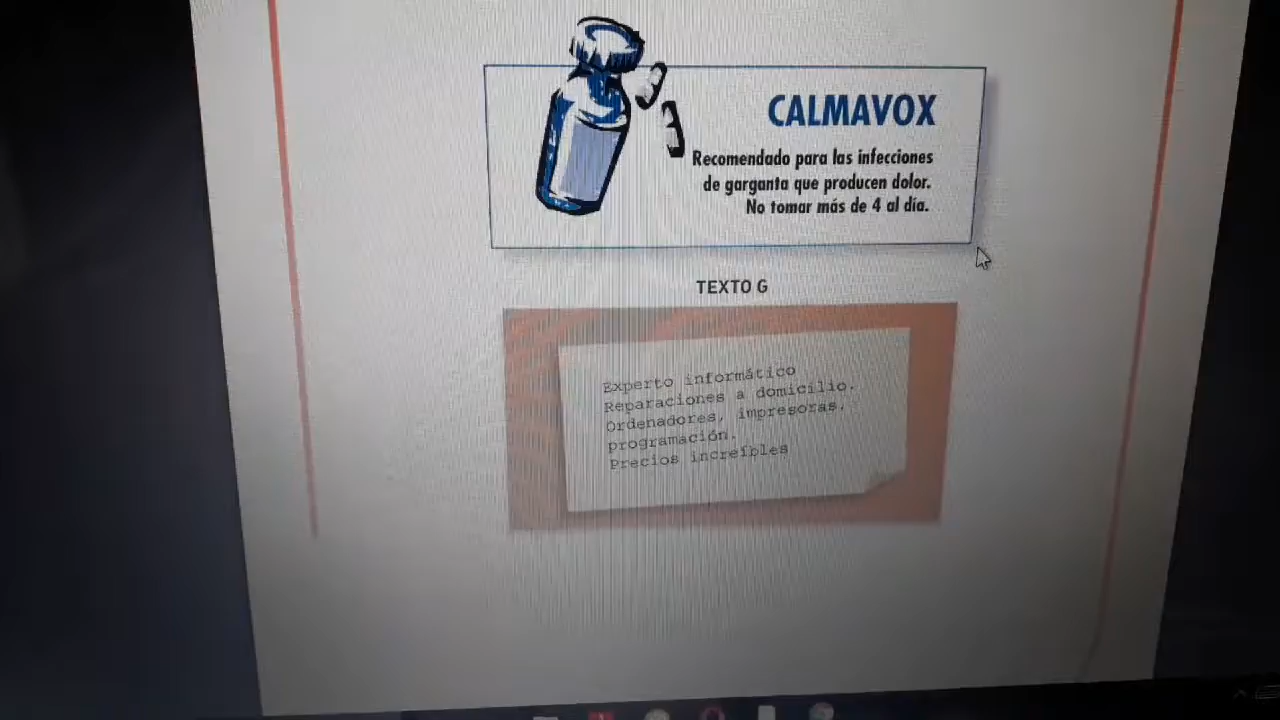 CALMAVOX
Recomendado para las infecciones
de garganta que producen dolor.
No tomar más de 4 al día.
TEXTO G
Experto informático
Reparaciones a domicilio.
Ordenadores, impresoras,
programación.
Precios increíbles